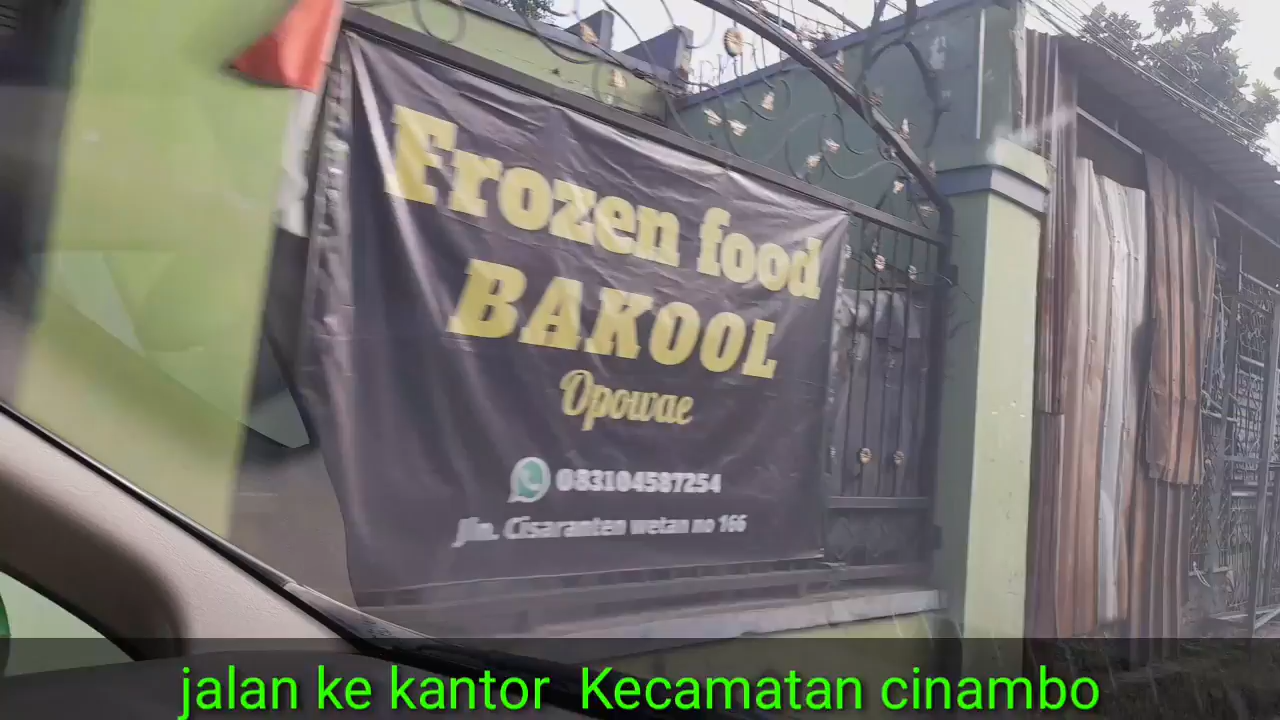 Frozen food
BAKOOL
Opowae
083104587254
Jln. Cisaranten wetan no 166
jalan ke kantor Kecamatan cinambo